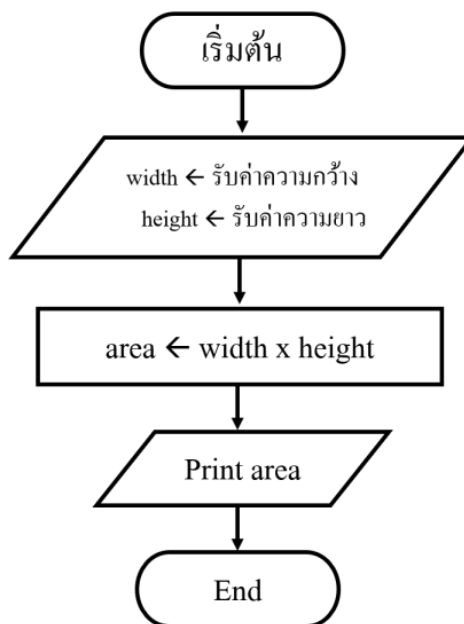 เริ่มต้น
width ← รับค่าความกว้าง
height ← รับค่าความยาว
area ← width x height
Print area
End